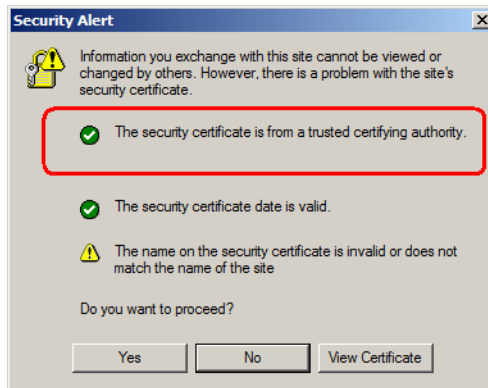 Security Alert
Information you exchange with this site cannot be viewed or
changed by others. However, there is a problem with the site's
security certificate.
The security certificate is from a trusted certifying authority.
The security certificate date is valid.
The name on the security certificate is invalid or does not
match the name of the site
Do you want to proceed?
Yes
No
View Certificate